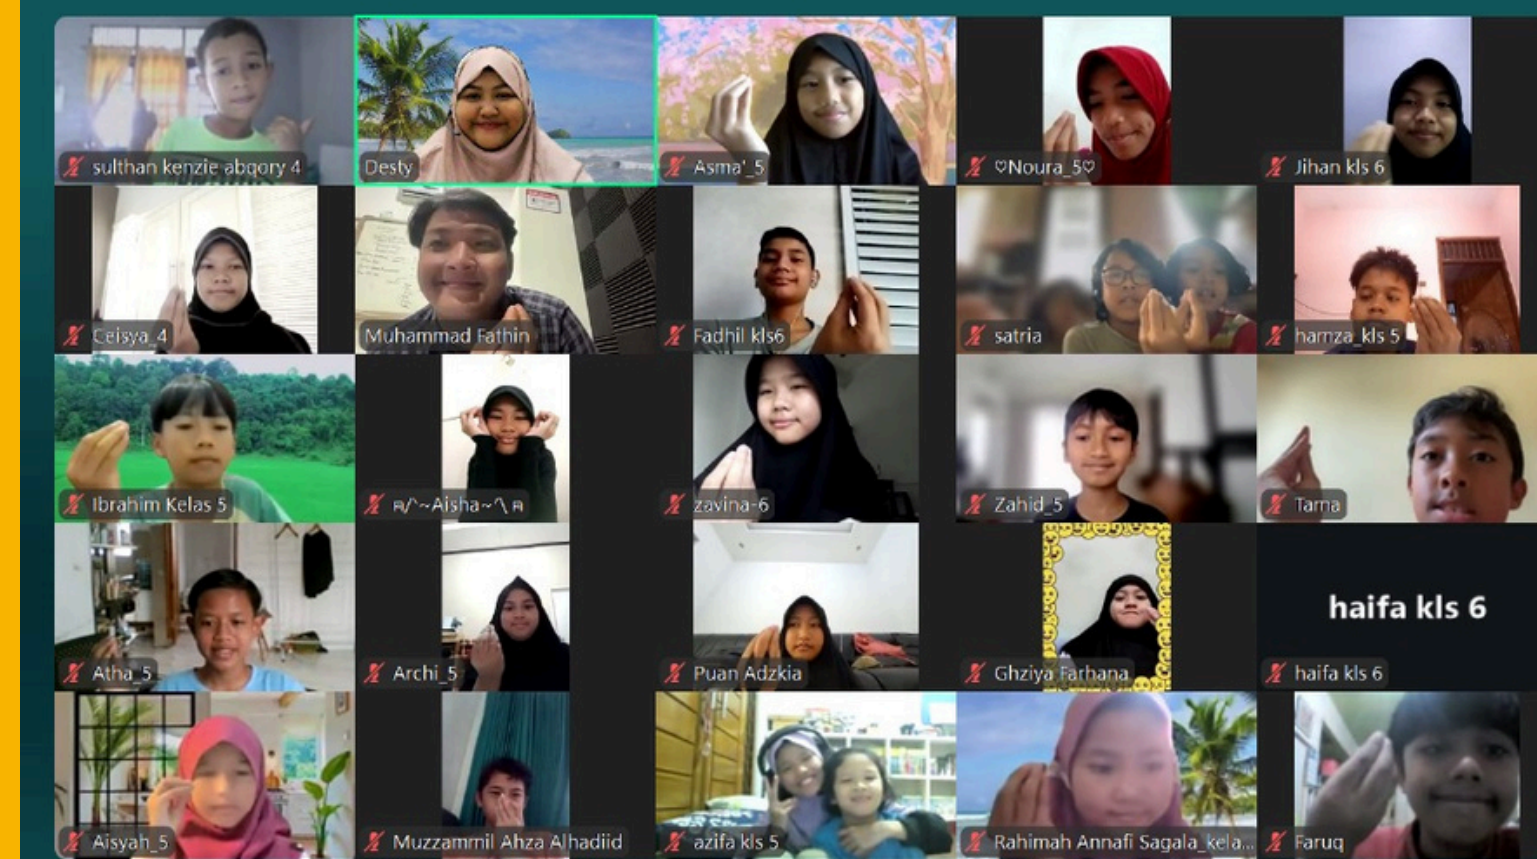 sulthan kenzie abqory 4
Desty
Asma'_5
♡Noura_5♡
Jihan kls 6
Ceisya_4
Muhammad Fathin
Fadhil kls6
satria
hamza_kls 5
Ibrahim Kelas 5
ฅ/ᐠ~Aisha~ᐟ\ ฅ
zavina-6
Zahid_5
Tama
Atha_5
Archi_5
Puan Adzkia
Ghziya Farhana
haifa kls 6
haifa kls 6
Aisyah_5
Muzzammil Ahza Alhadiid
azifa kls 5
Rahimah Annafi Sagala_kela...
Faruq